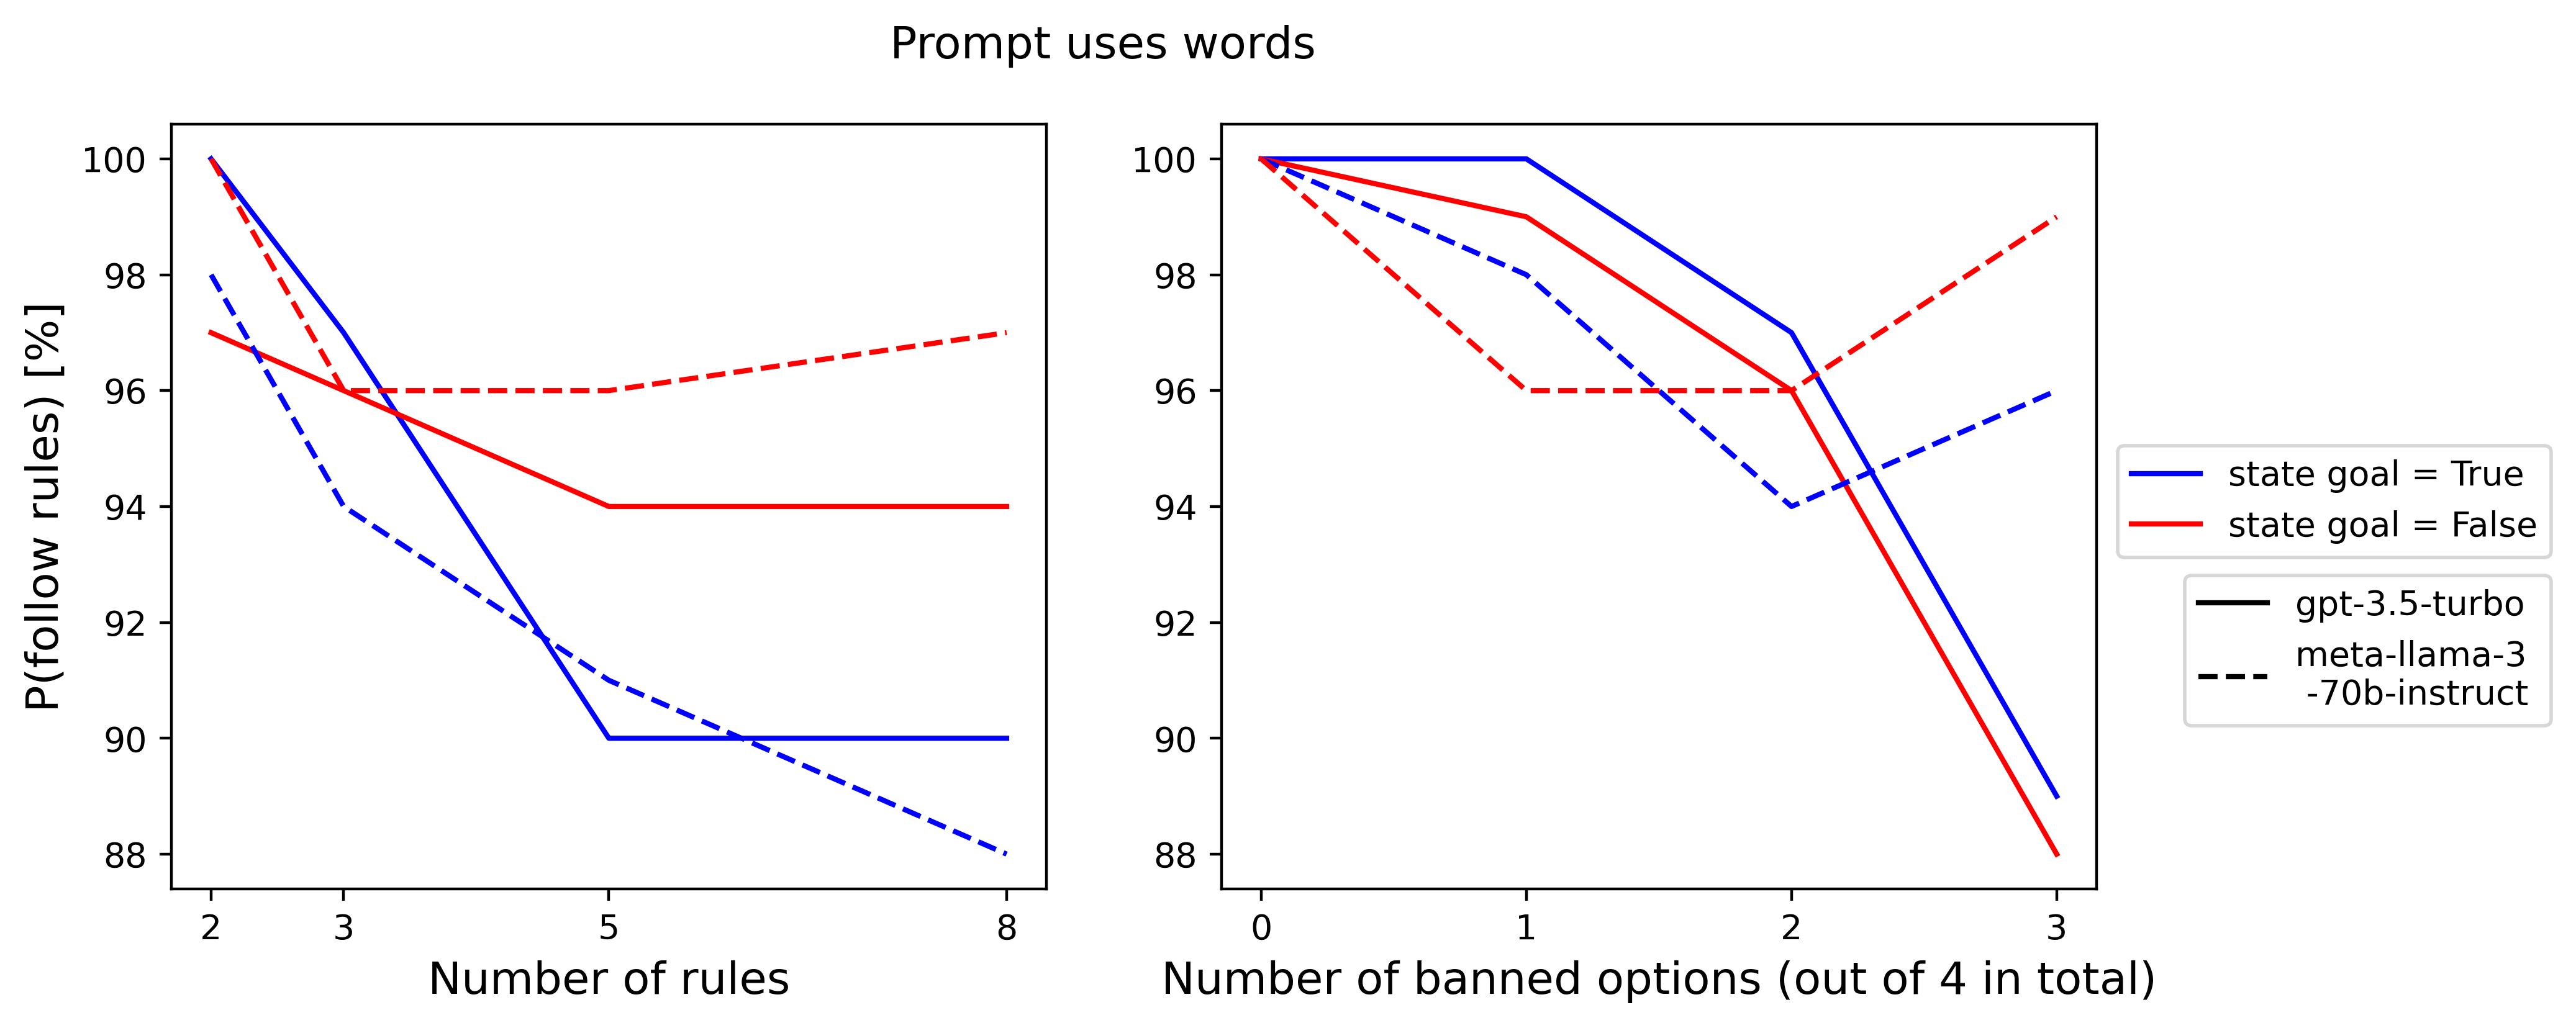 Prompt uses words
P(follow rules) [%]
100
98
96
94
92
90
88
2 3 5 8
Number of rules
100
98
96
94
92
90
88
0 1 2 3
Number of banned options (out of 4 in total)
state goal = True
state goal = False
gpt-3.5-turbo
meta-llama-3
-70b-instruct